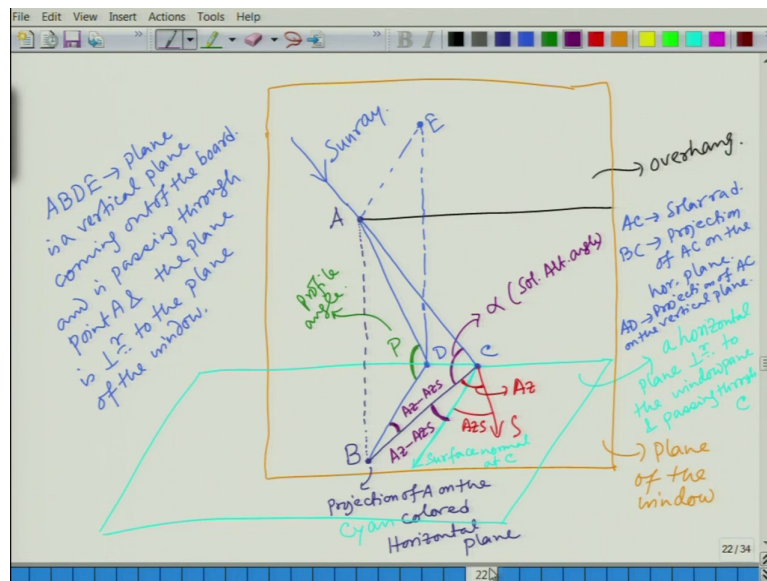 File Edit View Insert Actions Tools Help
B I
ABDE → Plane
is a vertical plane
coming out of the board.
and is passing through
point A & the plane
is ⊥r to the plane
of the window.
Sunray.
E
A
→ overhang.
AC → Solar rad.
BC → Projection
of AC on the
hor. plane.
AD → Projection of AC
on the vertical plane.
α (Sol. Alt. angle)
profile
angle.
P
D
C
a horizontal
plane ⊥r to
the window pane
& passing through
C
Az
Az-AZS
Az-AZS
AZS
S
B
Surface normal
at C
→ Plane
of the
window
Projection of A on the
Cyan colored
Horizontal
plane
22/34
22